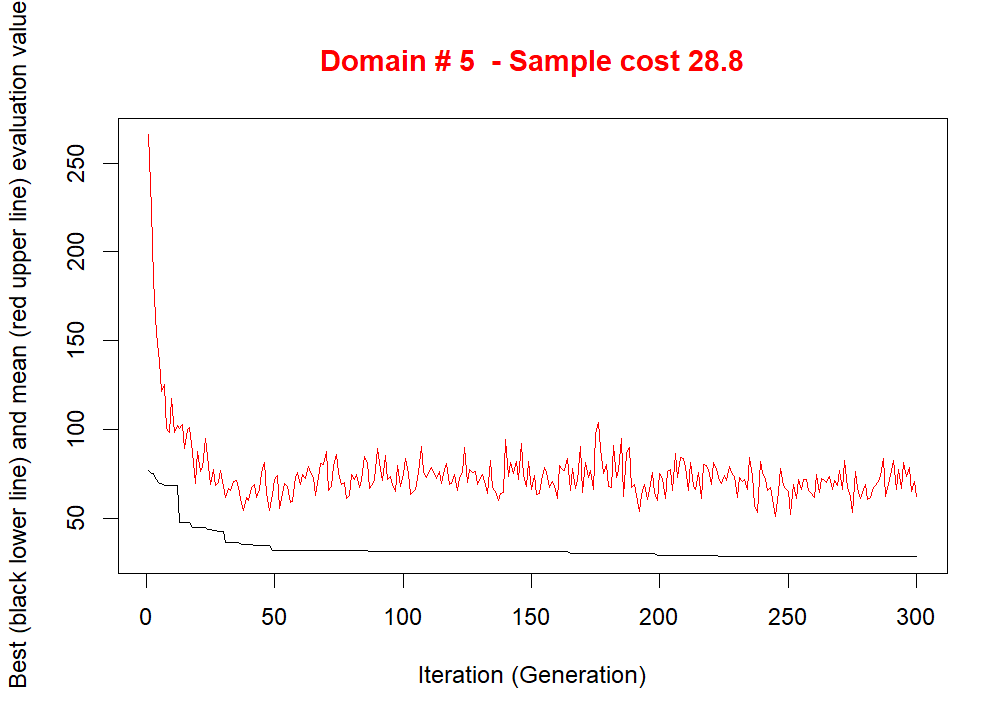 Domain # 5  - Sample cost 28.8
Best (black lower line) and mean (red upper line) evaluation value
250
200
150
100
50
0 50 100 150 200 250 300
Iteration (Generation)